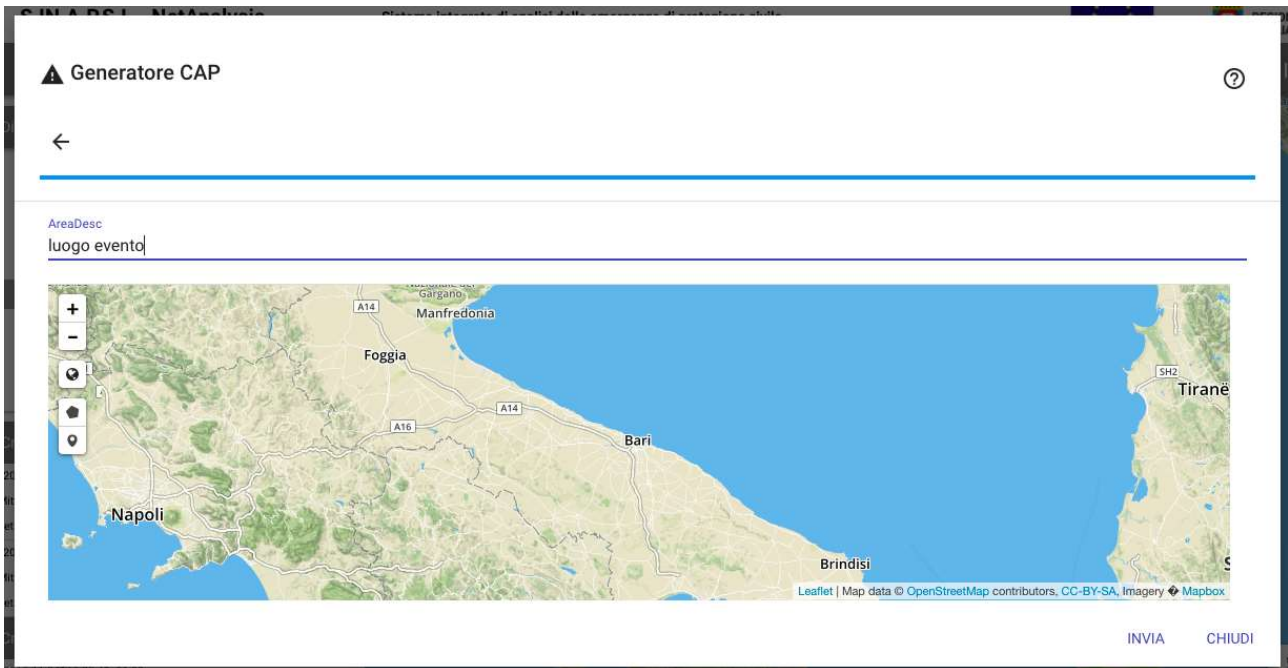 Generatore CAP
AreaDesc
luogo evento
Gargano
A14
Manfredonia
Foggia
SH2
Tiranë
A14
A16
Bari
Napoli
Brindisi
Leaflet | Map data © OpenStreetMap contributors, CC-BY-SA, Imagery � Mapbox
INVIA CHIUDI